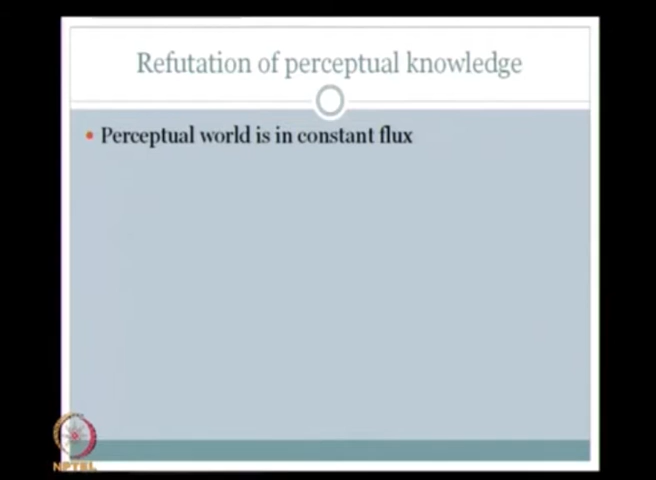 Refutation of perceptual knowledge
• Perceptual world is in constant flux
NPTEL